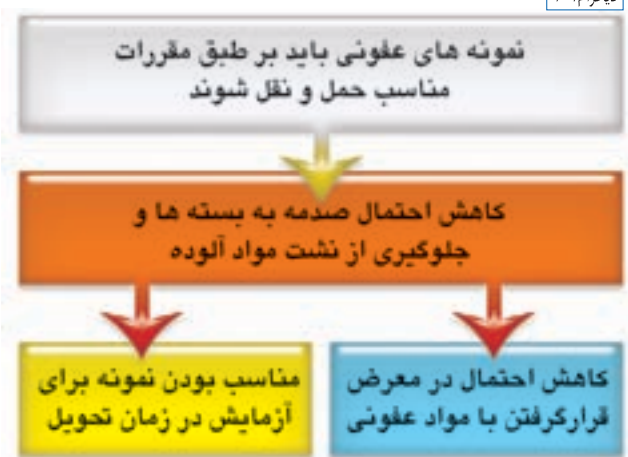 نمونه های عفونی باید بر طبق مقررات
مناسب حمل و نقل شوند
کاهش احتمال صدمه به بسته ها و
جلوگیری از نشت مواد آلوده
کاهش احتمال در معرض
قرارگرفتن با مواد عفونی
مناسب بودن نمونه برای
آزمایش در زمان تحویل